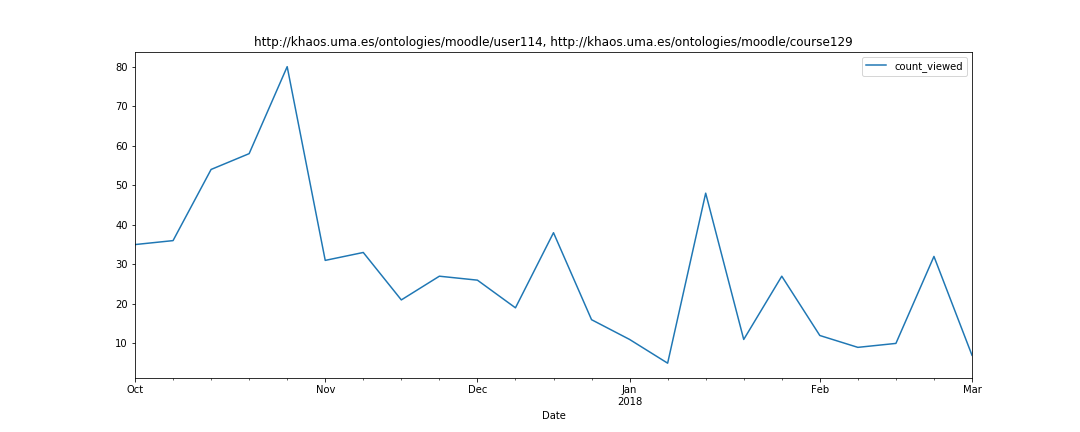 http://khaos.uma.es/ontologies/moodle/user114, http://khaos.uma.es/ontologies/moodle/course129
count_viewed
80
70
60
50
40
30
20
10
Oct Nov Dec Jan Feb Mar
2018
Date